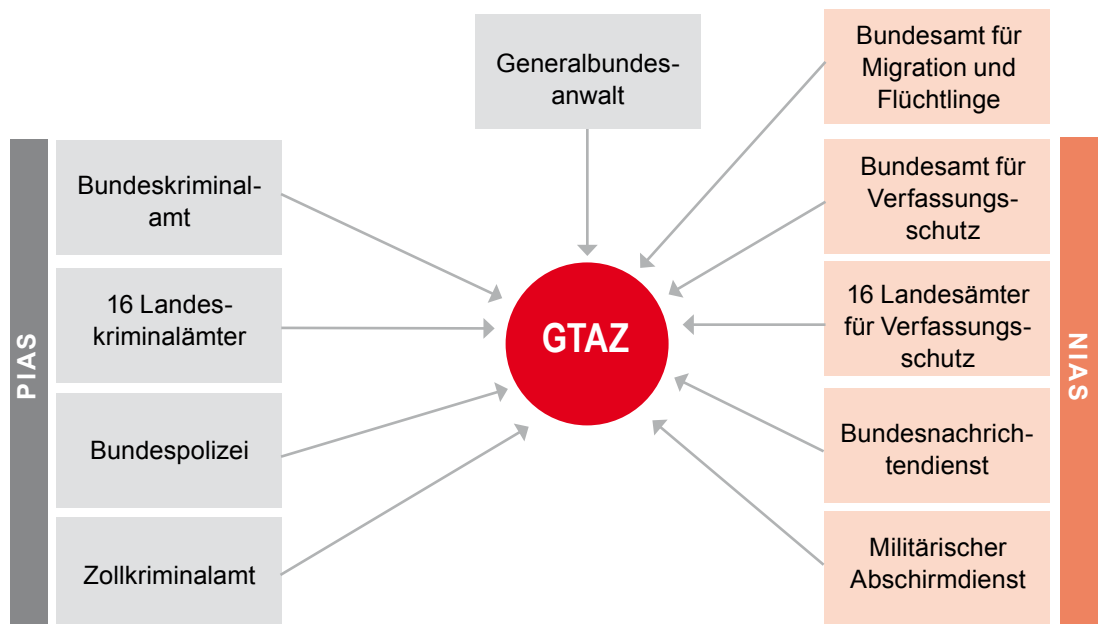 Generalbundes-
anwalt
Bundesamt für
Migration und
Flüchtlinge
PIAS
Bundeskriminal-
amt
16 Landes-
kriminalämter
Bundespolizei
Zollkriminalamt
GTAZ
Bundesamt für
Verfassungs-
schutz
16 Landesämter
für Verfassungs-
schutz
Bundesnachrich-
tendienst
Militärischer
Abschirmdienst
NIAS